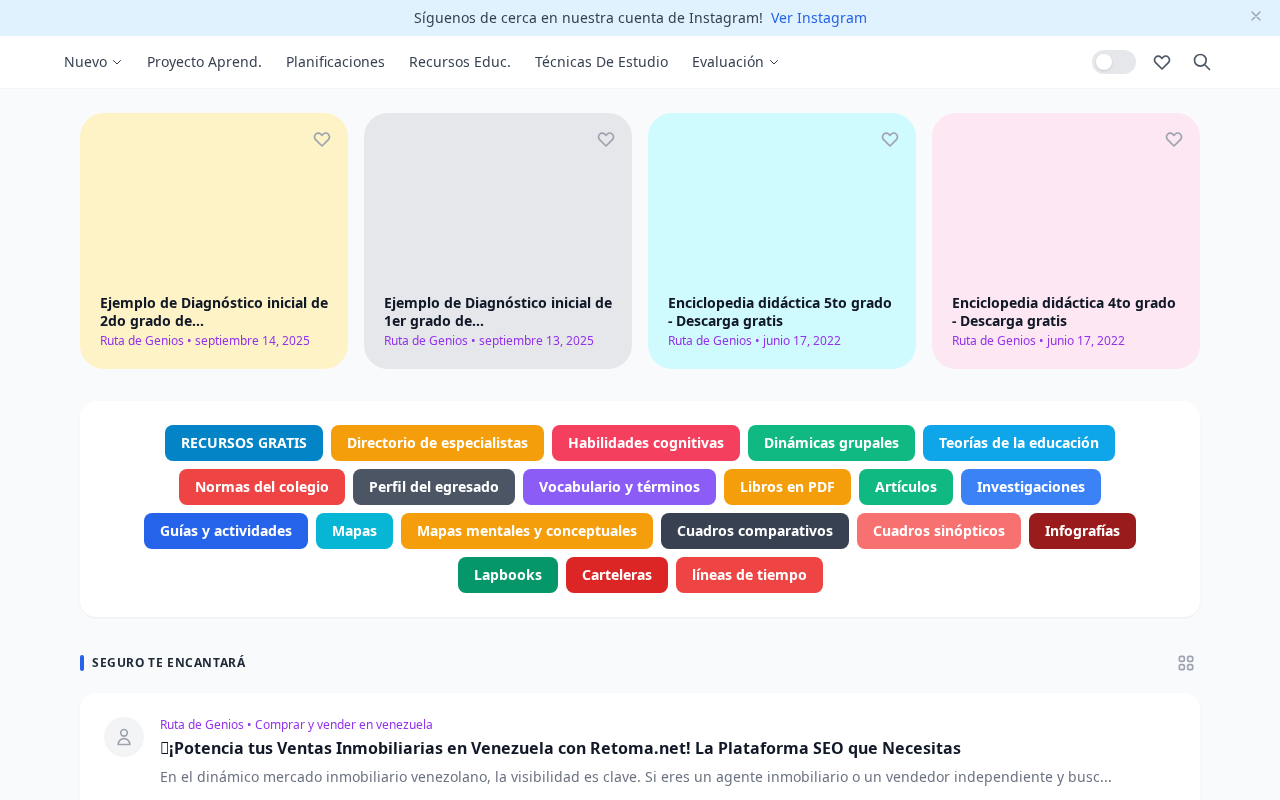 Síguenos de cerca en nuestra cuenta de Instagram! Ver Instagram
Nuevo Proyecto Aprend. Planificaciones Recursos Educ. Técnicas De Estudio Evaluación
Ejemplo de Diagnóstico inicial de
2do grado de...
Ruta de Genios • septiembre 14, 2025
Ejemplo de Diagnóstico inicial de
1er grado de...
Ruta de Genios • septiembre 13, 2025
Enciclopedia didáctica 5to grado
- Descarga gratis
Ruta de Genios • junio 17, 2022
Enciclopedia didáctica 4to grado
- Descarga gratis
Ruta de Genios • junio 17, 2022
RECURSOS GRATIS Directorio de especialistas Habilidades cognitivas Dinámicas grupales Teorías de la educación
Normas del colegio Perfil del egresado Vocabulario y términos Libros en PDF Artículos Investigaciones
Guías y actividades Mapas Mapas mentales y conceptuales Cuadros comparativos Cuadros sinópticos Infografías
Lapbooks Carteleras líneas de tiempo
SEGURO TE ENCANTARÁ
Ruta de Genios • Comprar y vender en venezuela
¡Potencia tus Ventas Inmobiliarias en Venezuela con Retoma.net! La Plataforma SEO que Necesitas
En el dinámico mercado inmobiliario venezolano, la visibilidad es clave. Si eres un agente inmobiliario o un vendedor independiente y busc...